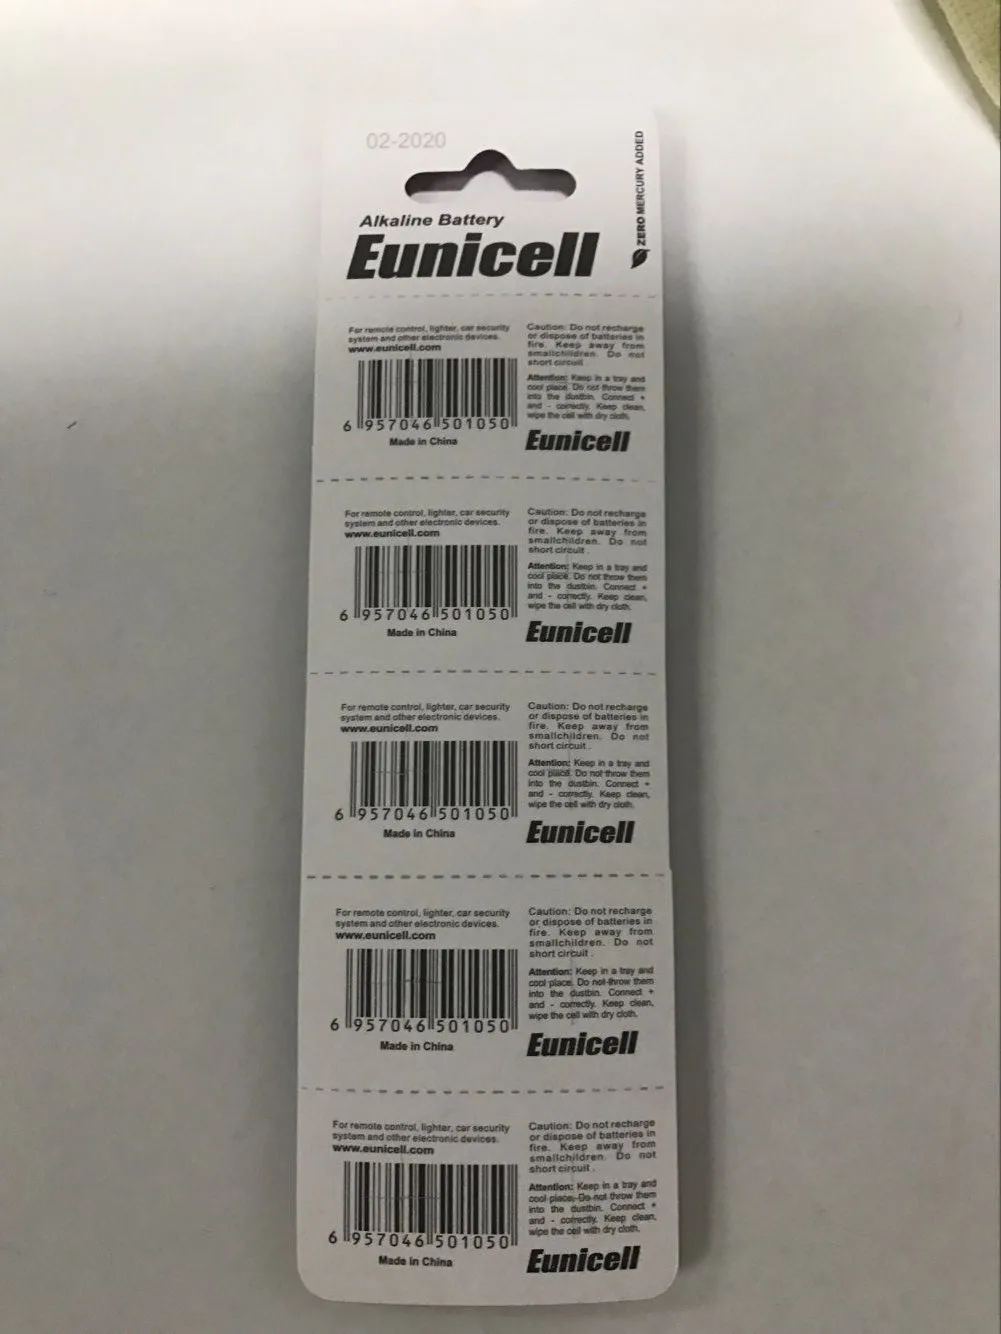 02-2020
ZERO MERCURY ADDED
Alkaline Battery
Eunicell
For remote control, lighter, car security
system and other electronic devices.
www.eunicell.com
6 957046 501050
Made in China
Caution: Do not recharge
or dispose of batteries in
fire. Keep away from
smallchildren. Do not
short circuit
Attention: Keep in a tray and
cool place. Do not throw them
into the dustbin. Connect +
and - correctly. Keep clean,
wipe the cell with dry cloth.
Eunicell
For remote control, lighter, car security
system and other electronic devices.
www.eunicell.com
6 957046 501050
Made in China
Caution: Do not recharge
or dispose of batteries in
fire. Keep away from
smallchildren. Do not
short circuit .
Attention: Keep in a tray and
cool place. Do not throw them
into the dustbin. Connect +
and - correctly. Keep clean,
wipe the cell with dry cloth.
Eunicell
For remote control, lighter, car security
system and other electronic devices.
www.eunicell.com
6 957046 501050
Made in China
Caution: Do not recharge
or dispose of batteries in
fire. Keep away from
smallchildren. Do not
short circuit .
Attention: Keep in a tray and
cool place. Do not throw them
into the dustbin. Connect +
and - correctly. Keep clean,
wipe the cell with dry cloth.
Eunicell
For remote control, lighter, car security
system and other electronic devices.
www.eunicell.com
6 957046 501050
Made in China
Caution: Do not recharge
or dispose of batteries in
fire. Keep away from
smallchildren. Do not
short circuit .
Attention: Keep in a tray and
cool place. Do not throw them
into the dustbin. Connect +
and - correctly. Keep clean,
wipe the cell with dry cloth.
Eunicell
For remote control, lighter, car security
system and other electronic devices.
www.eunicell.com
6 957046 501050
Made in China
Caution: Do not recharge
or dispose of batteries in
fire. Keep away from
smallchildren. Do not
short circuit .
Attention: Keep in a tray and
cool place. Do not throw them
into the dustbin. Connect +
and - correctly. Keep clean,
wipe the cell with dry cloth.
Eunicell